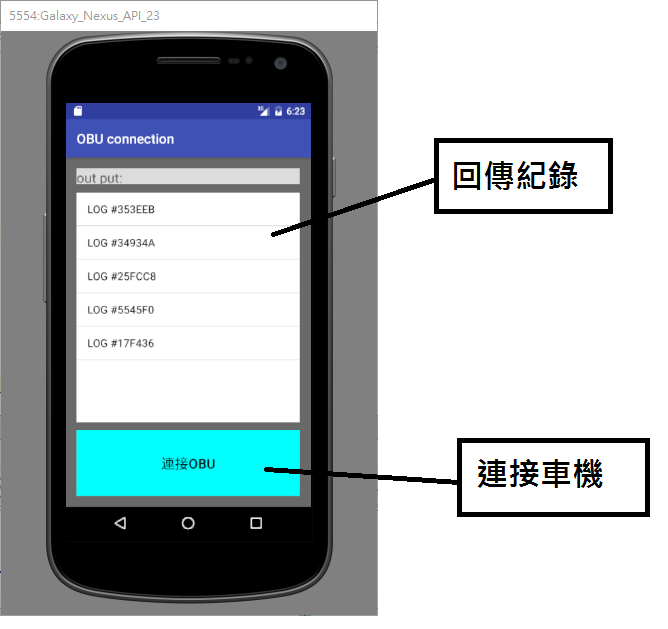 5554:Galaxy_Nexus_API_23
3G
6:23
OBU connection
out put:
LOG #353EEB
LOG #34934A
LOG #25FCC8
LOG #5545F0
LOG #17F436
連接OBU
回傳紀錄
連接車機